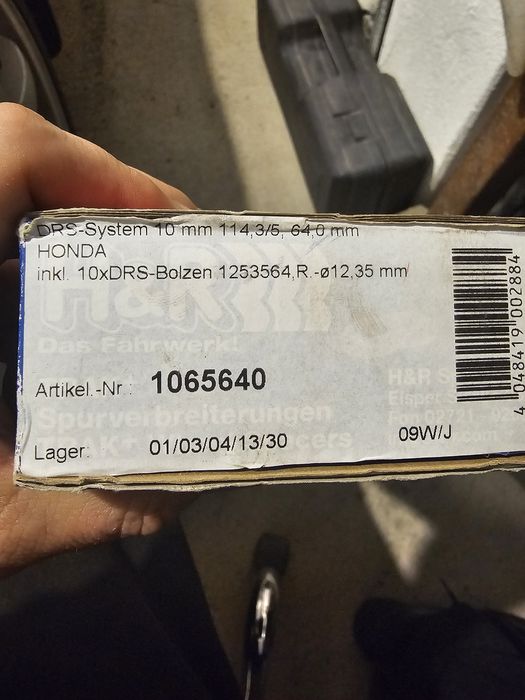 DRS-System 10 mm 114,3/5, 64,0 mm
HONDA
inkl. 10xDRS-Bolzen 1253564,R.-ø12,35 mm
H&R
Das Fahrwerk!
Artikel.-Nr.: 1065640
H&R
Spurverbreiterungen
Lager: 01/03/04/13/30
09W/J
4 048419 002884